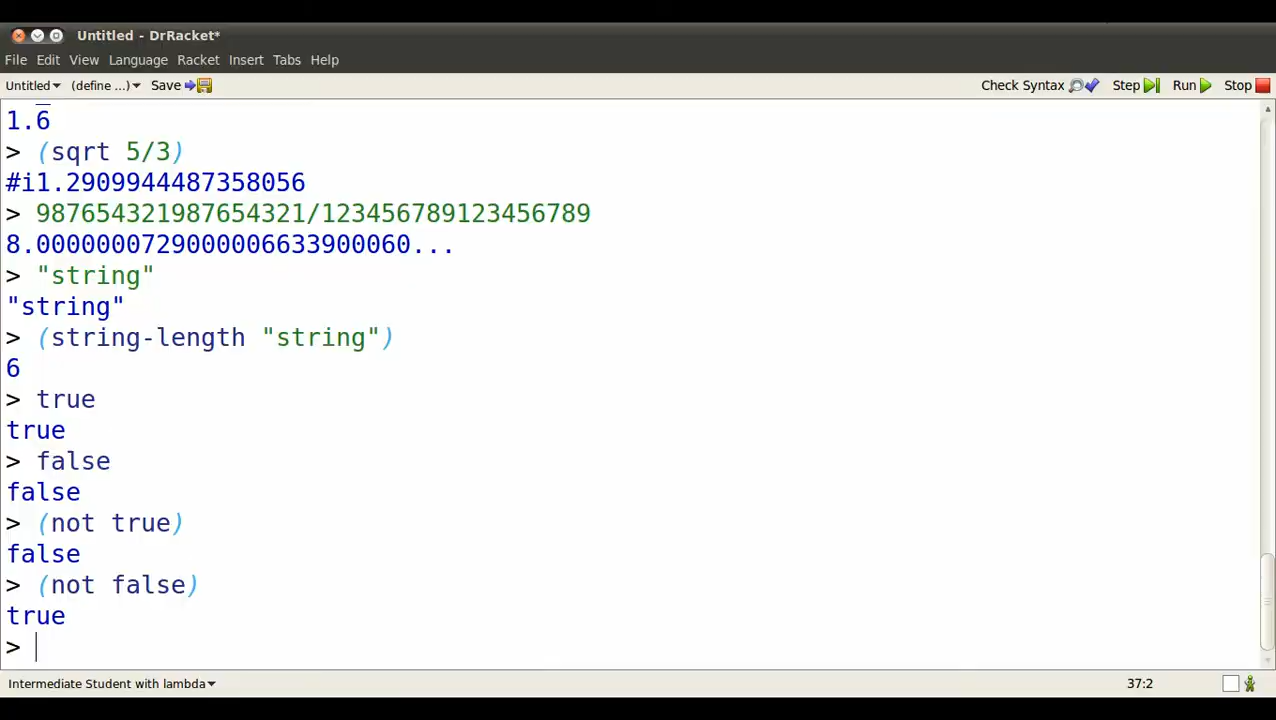 Untitled - DrRacket*
File Edit View Language Racket Insert Tabs Help
Untitled (define ...) Save Check Syntax Step Run Stop
1.6̅
> (sqrt 5/3)
#i1.2909944487358056
> 987654321987654321/123456789123456789
8.0000000729000006633900060...
> "string"
"string"
> (string-length "string")
6
> true
true
> false
false
> (not true)
false
> (not false)
true
>
Intermediate Student with lambda 37:2